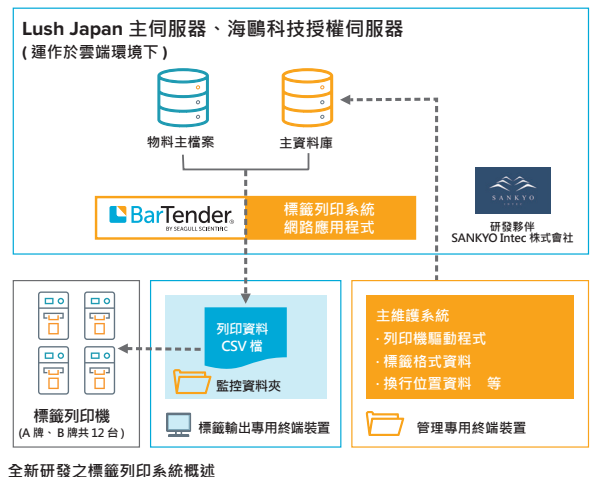 Lush Japan 主伺服器、海鷗科技授權伺服器
(運作於雲端環境下)
物料主檔案
主資料庫
BarTender®
BY SEAGULL SCIENTIFIC
標籤列印系統
網路應用程式
SANKYO
研發夥伴
SANKYO Intec 株式會社
列印資料
CSV 檔
監控資料夾
標籤列印機
(A 牌、B 牌共 12 台)
標籤輸出專用終端裝置
主維護系統
· 列印機驅動程式
· 標籤格式資料
· 換行位置資料 等
管理專用終端裝置
全新研發之標籤列印系統概述